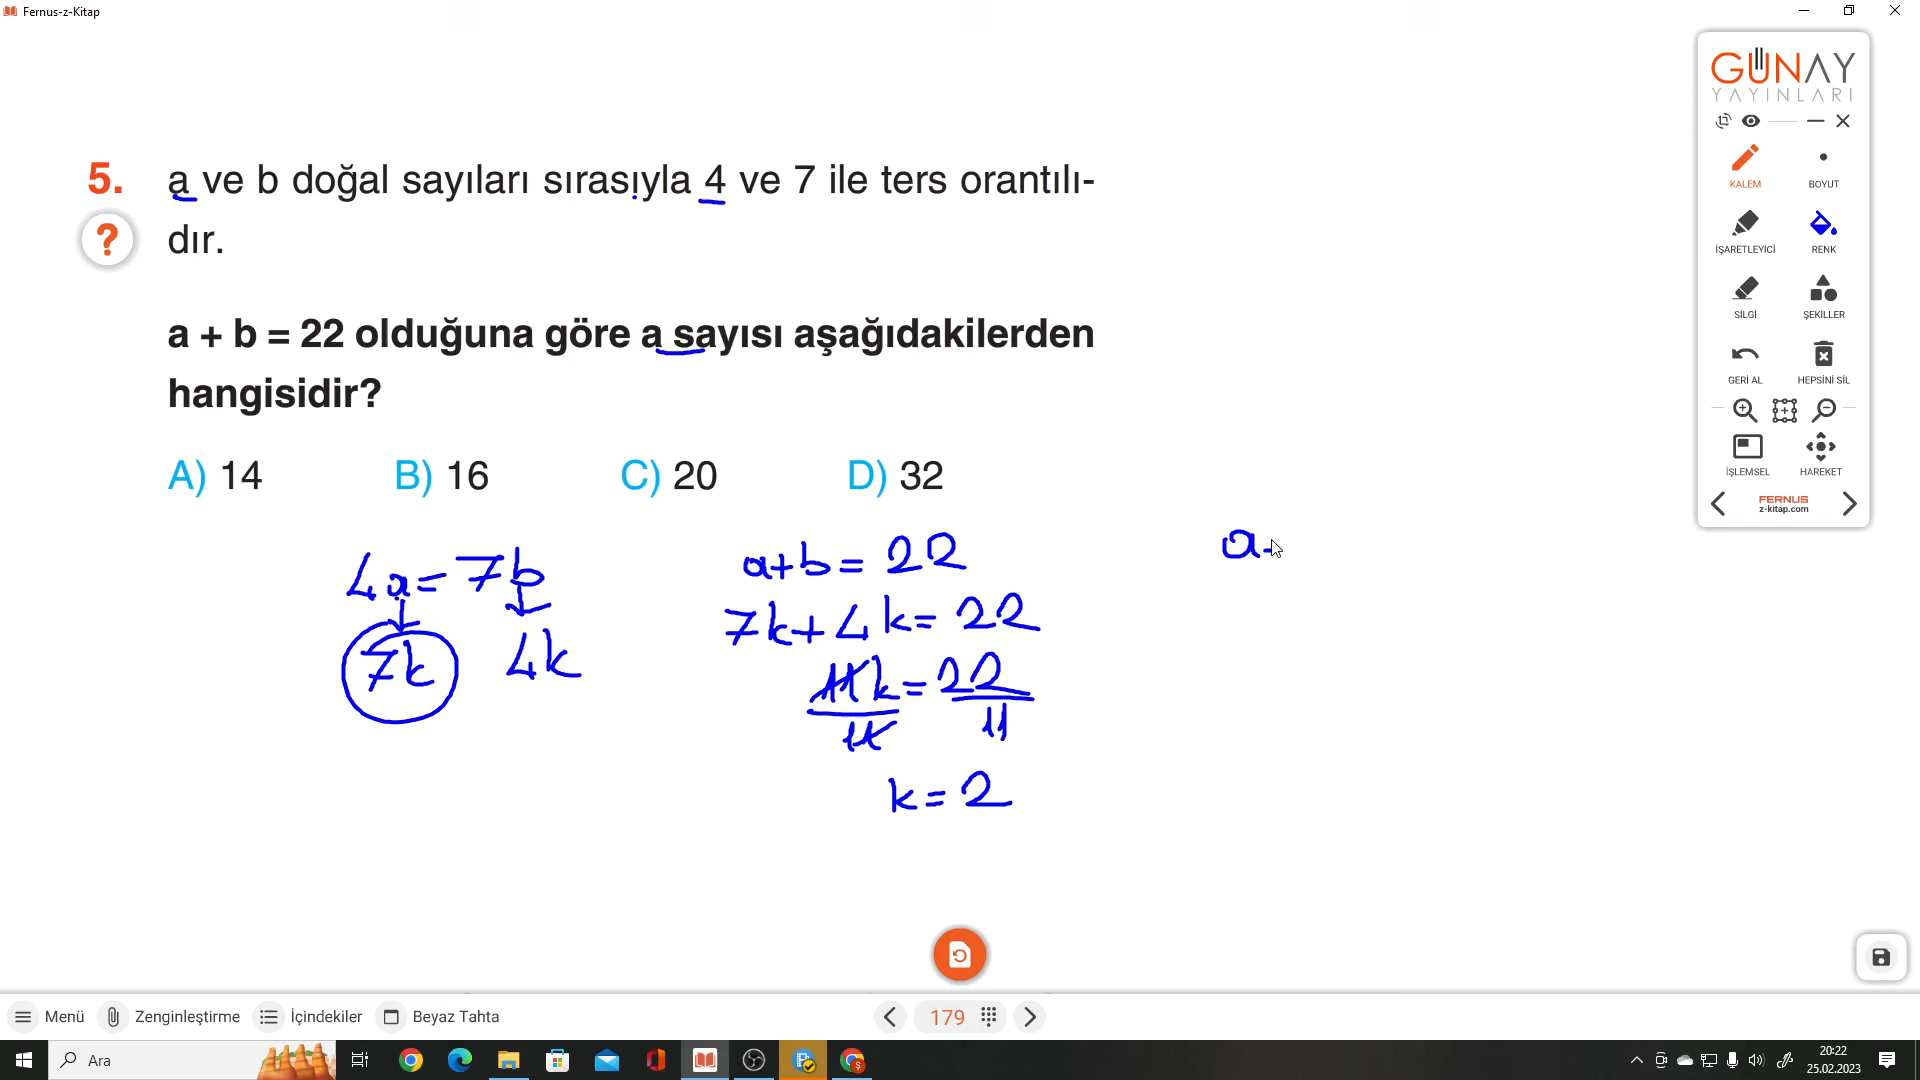 Fernus-z-Kitap
GÜNAY
YAYINLARI
KALEM BOYUT
İŞARETLEYİCİ RENK
SİLGİ ŞEKİLLER
GERİ AL HEPSİNİ SİL
İŞLEMSEL HAREKET
FERNUS
z-kitap.com
5. a ve b doğal sayıları sırasıyla 4 ve 7 ile ters orantılı-
? dır.
a + b = 22 olduğuna göre a sayısı aşağıdakilerden
hangisidir?
A) 14 B) 16 C) 20 D) 32
4a = 7b
7k 4k
a+b = 22
7k+4k = 22
11k = 22
11 11
k = 2
a
Menü Zenginleştirme İçindekiler Beyaz Tahta 179
Ara
20:22
25.02.2023